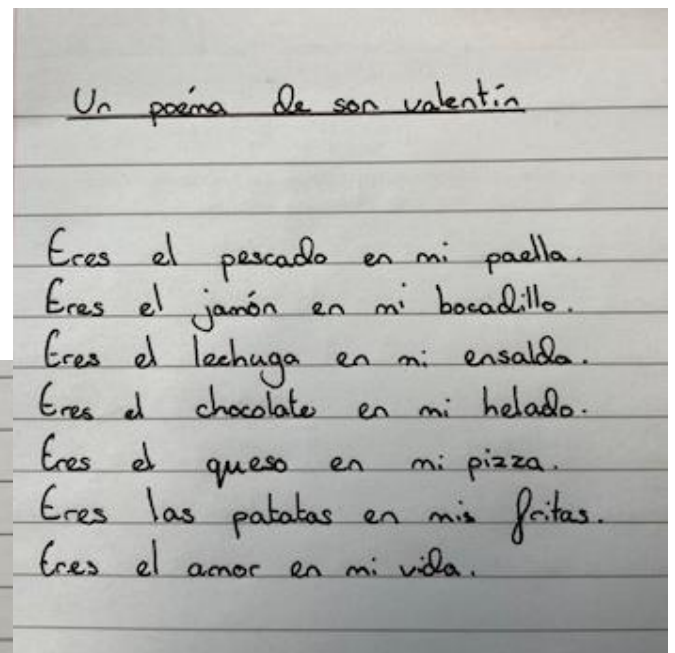 Un poéma de san valentín
Eres el pescado en mi paella.
Eres el jamón en mi bocadillo.
Eres el lechuga en mi ensalda.
Eres el chocolate en mi helado.
Eres el queso en mi pizza.
Eres las patatas en mis fritas.
Eres el amor en mi vida.